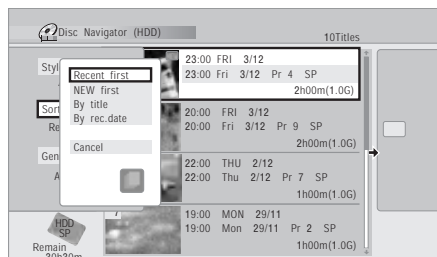 Disc Navigator (HDD)
10Titles
Styl
Recent first
NEW first
By title
By rec.date
Cancel
Sort
Re
Gen
A
HDD
SP
Remain
30h30m
23:00 FRI 3/12
23:00 Fri 3/12 Pr 4 SP
2h00m(1.0G)
20:00 FRI 3/12
20:00 Fri 3/12 Pr 9 SP
2h00m(1.0G)
22:00 THU 2/12
22:00 Thu 2/12 Pr 7 SP
1h00m(1.0G)
19:00 MON 29/11
19:00 Mon 29/11 Pr 2 SP
1h00m(1.0G)